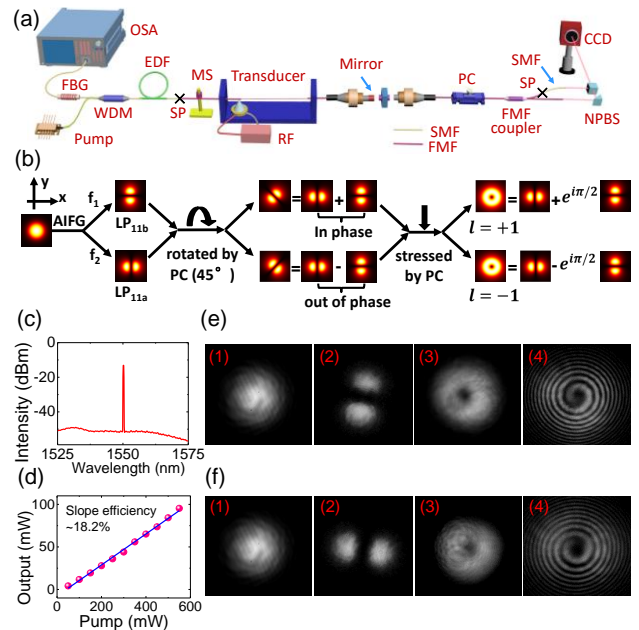 (a)
OSA
EDF
FBG
WDM
Pump
SP
MS
Transducer
RF
Mirror
PC
FMF
coupler
SMF
SP
CCD
NPBS
SMF
FMF
(b)
y
x
AIFG
f1
f2
LP11b
LP11a
rotated by
PC (45°)
= +
In phase
= -
out of phase
stressed
by PC
= + e^{iπ/2}
l = +1
= - e^{iπ/2}
l = −1
(c)
Intensity (dBm)
0
-20
-40
1525 1550 1575
Wavelength (nm)
(d)
Output (mW)
100
50
0
Slope efficiency
~18.2%
0 200 400 600
Pump (mW)
(e)
(1) (2) (3) (4)
(f)
(1) (2) (3) (4)